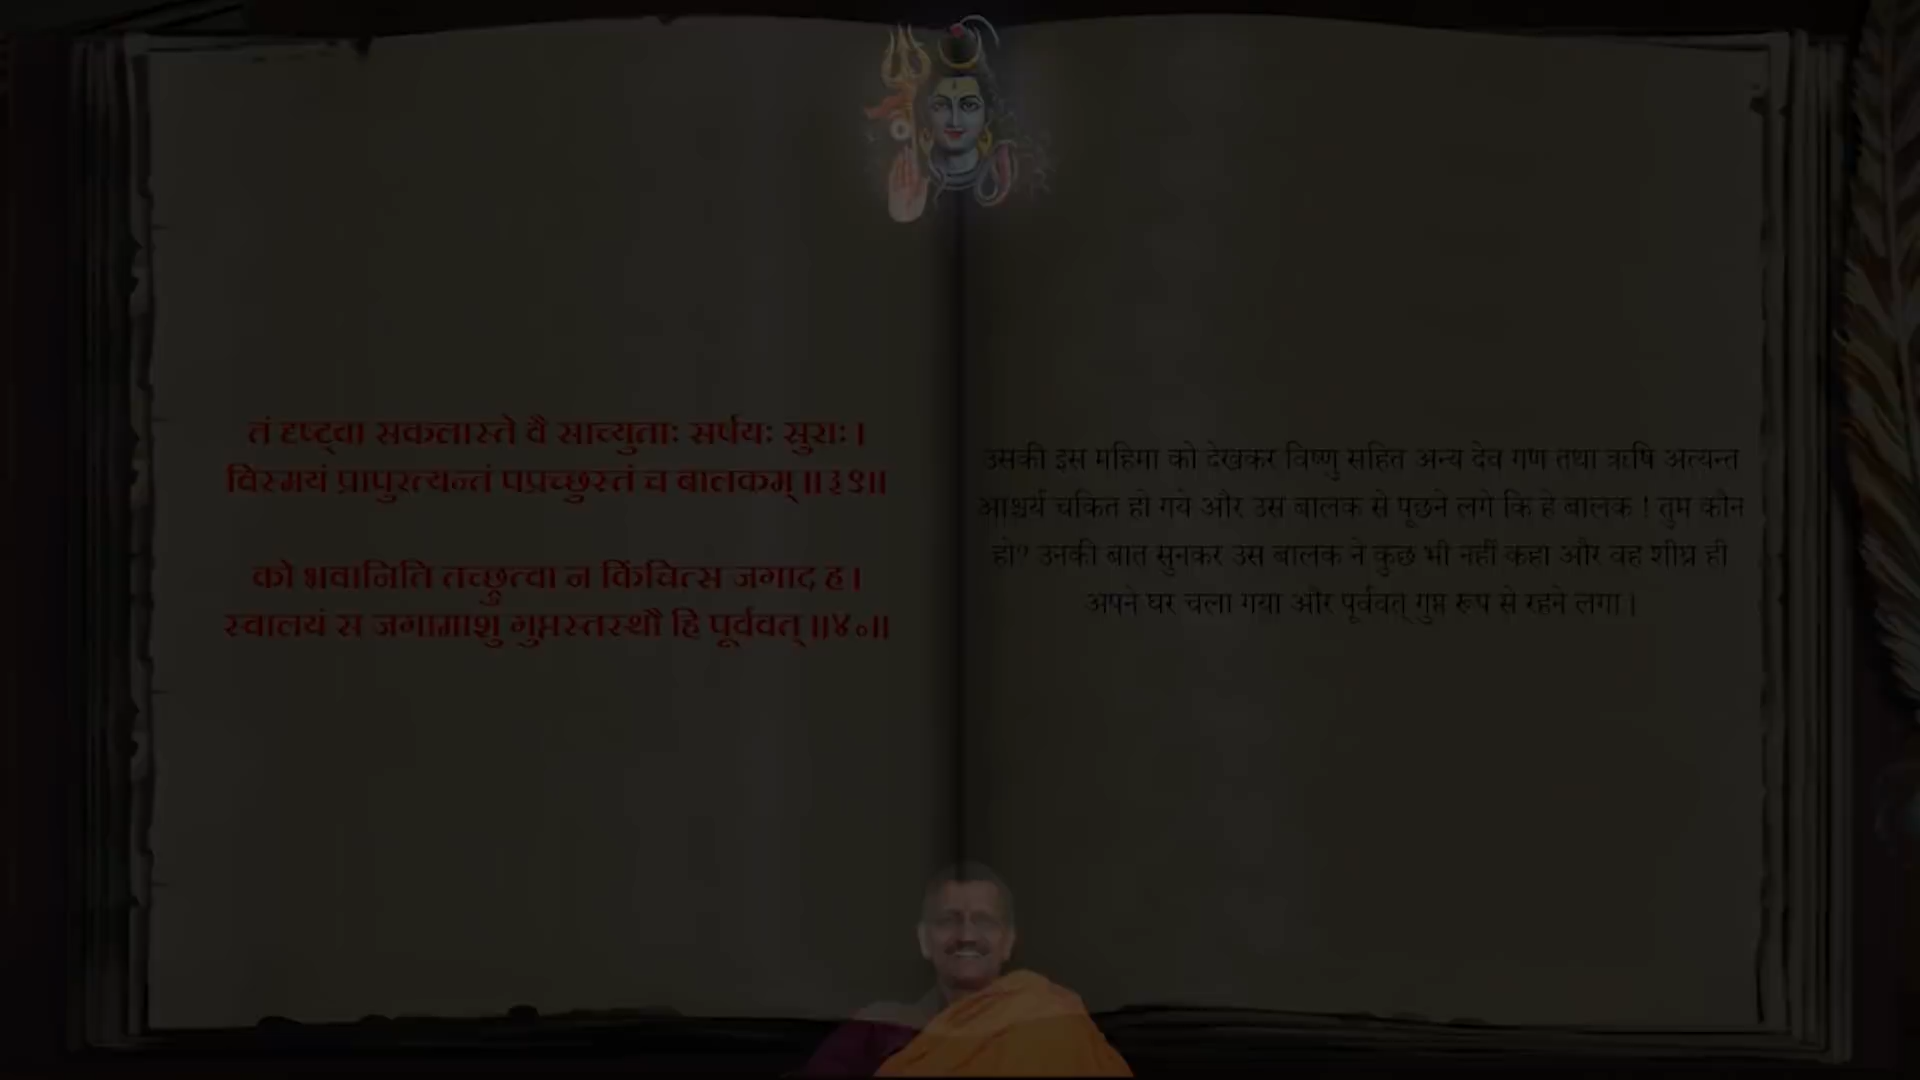 तं दृष्ट्वा सकलास्ते वै साच्युताः सर्षयः सुराः ।
विस्मयं प्रापुरत्यन्तं पप्रच्छुस्तं च बालकम् ॥३९॥
को भवानिति तच्छ्रुत्वा न किंचित्स जगाद ह ।
स्वालयं स जगामाशु गुप्तस्तस्थौ हि पूर्ववत् ॥४०॥
उसकी इस महिमा को देखकर विष्णु सहित अन्य देव गण तथा ऋषि अत्यन्त
आश्चर्य चकित हो गये और उस बालक से पूछने लगे कि हे बालक ! तुम कौन
हो? उनकी बात सुनकर उस बालक ने कुछ भी नहीं कहा और वह शीघ्र ही
अपने घर चला गया और पूर्ववत् गुप्त रूप से रहने लगा ।